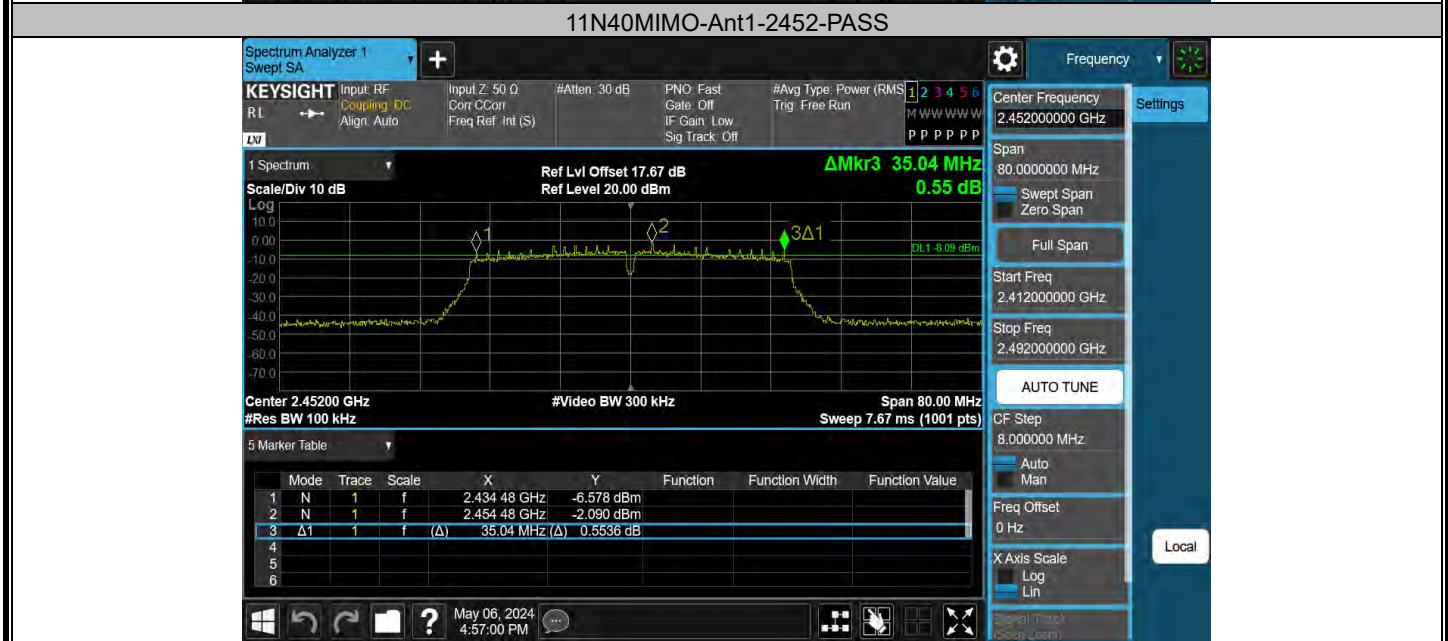 11N40MIMO-Ant1-2452-PASS
Spectrum Analyzer 1
Swept SA
+
Frequency
KEYSIGHT
RL
LXI
Input: RF
Coupling: DC
Align: Auto
Input Z: 50 Ω
Corr CCorr
Freq Ref: Int (S)
#Atten: 30 dB
PNO: Fast
Gate: Off
IF Gain: Low
Sig Track: Off
#Avg Type: Power (RMS
Trig: Free Run
1 2 3 4 5 6
M W W W W W
P P P P P P
1 Spectrum
Scale/Div 10 dB
Ref Lvl Offset 17.67 dB
Ref Level 20.00 dBm
ΔMkr3 35.04 MHz
0.55 dB
Log
10.0
0.00
-10.0
-20.0
-30.0
-40.0
-50.0
-60.0
-70.0
1
2
3Δ1
DL1 -8.09 dBm
Center 2.45200 GHz
#Video BW 300 kHz
Span 80.00 MHz
#Res BW 100 kHz
Sweep 7.67 ms (1001 pts)
5 Marker Table
Mode Trace Scale X Y Function Function Width Function Value
1 N 1 f 2.434 48 GHz -6.578 dBm
2 N 1 f 2.454 48 GHz -2.090 dBm
3 Δ1 1 f (Δ) 35.04 MHz (Δ) 0.5536 dB
4
5
6
Center Frequency
2.452000000 GHz
Settings
Span
80.0000000 MHz
Swept Span
Zero Span
Full Span
Start Freq
2.412000000 GHz
Stop Freq
2.492000000 GHz
AUTO TUNE
CF Step
8.000000 MHz
Auto
Man
Freq Offset
0 Hz
X Axis Scale
Log
Lin
Local
?
May 06, 2024
4:57:00 PM